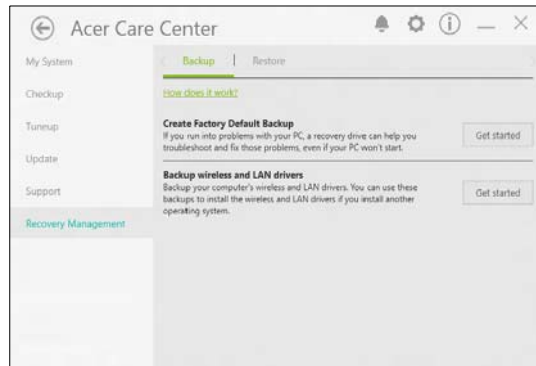 Acer Care Center
My System
Checkup
Tuneup
Update
Support
Recovery Management
Backup
Restore
How does it work?
Create Factory Default Backup
If you run into problems with your PC, a recovery drive can help you
troubleshoot and fix those problems, even if your PC won't start.
Get started
Backup wireless and LAN drivers
Backup your computer's wireless and LAN drivers. You can use these
backups to install the wireless and LAN drivers if you install another
operating system.
Get started